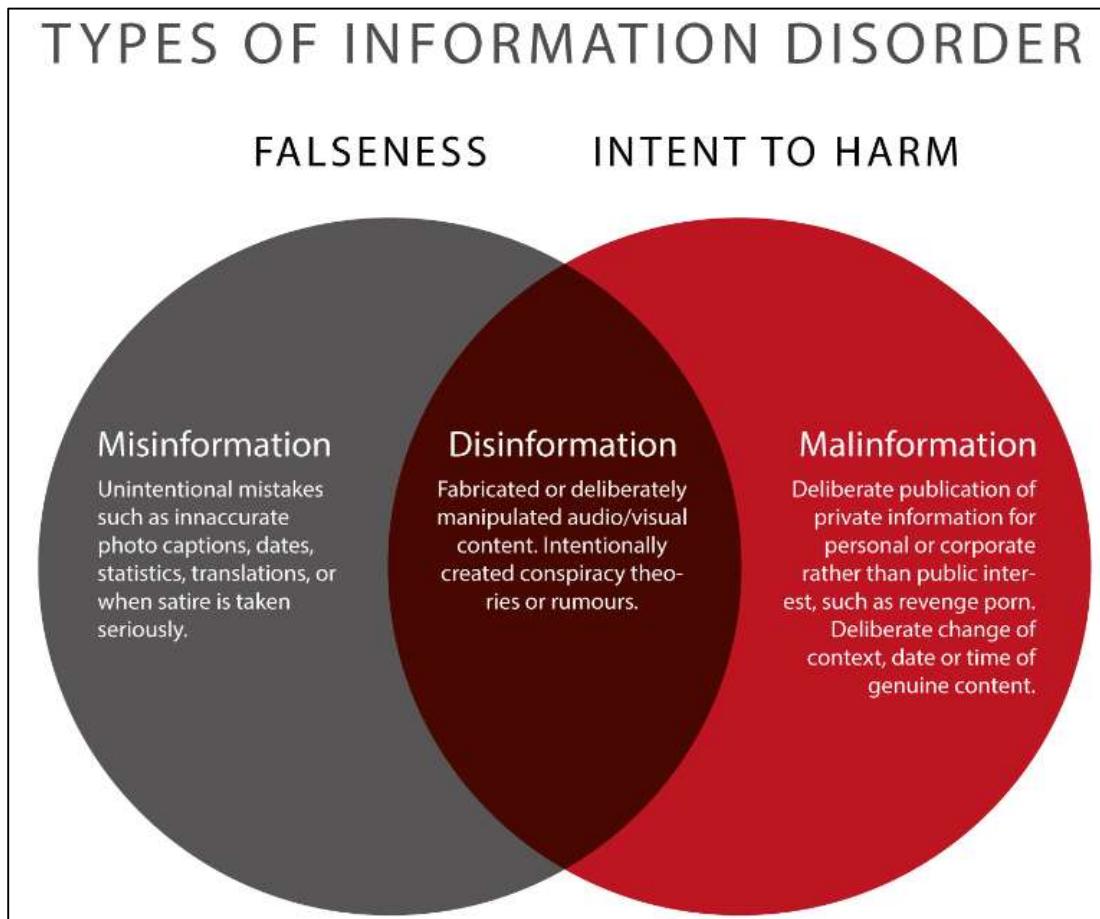 TYPES OF INFORMATION DISORDER
FALSENESS
INTENT TO HARM
Misinformation
Unintentional mistakes
such as innaccurate
photo captions, dates,
statistics, translations, or
when satire is taken
seriously.
Disinformation
Fabricated or deliberately
manipulated audio/visual
content. Intentionally
created conspiracy theo-
ries or rumours.
Malinformation
Deliberate publication of
private information for
personal or corporate
rather than public inter-
est, such as revenge porn.
Deliberate change of
context, date or time of
genuine content.